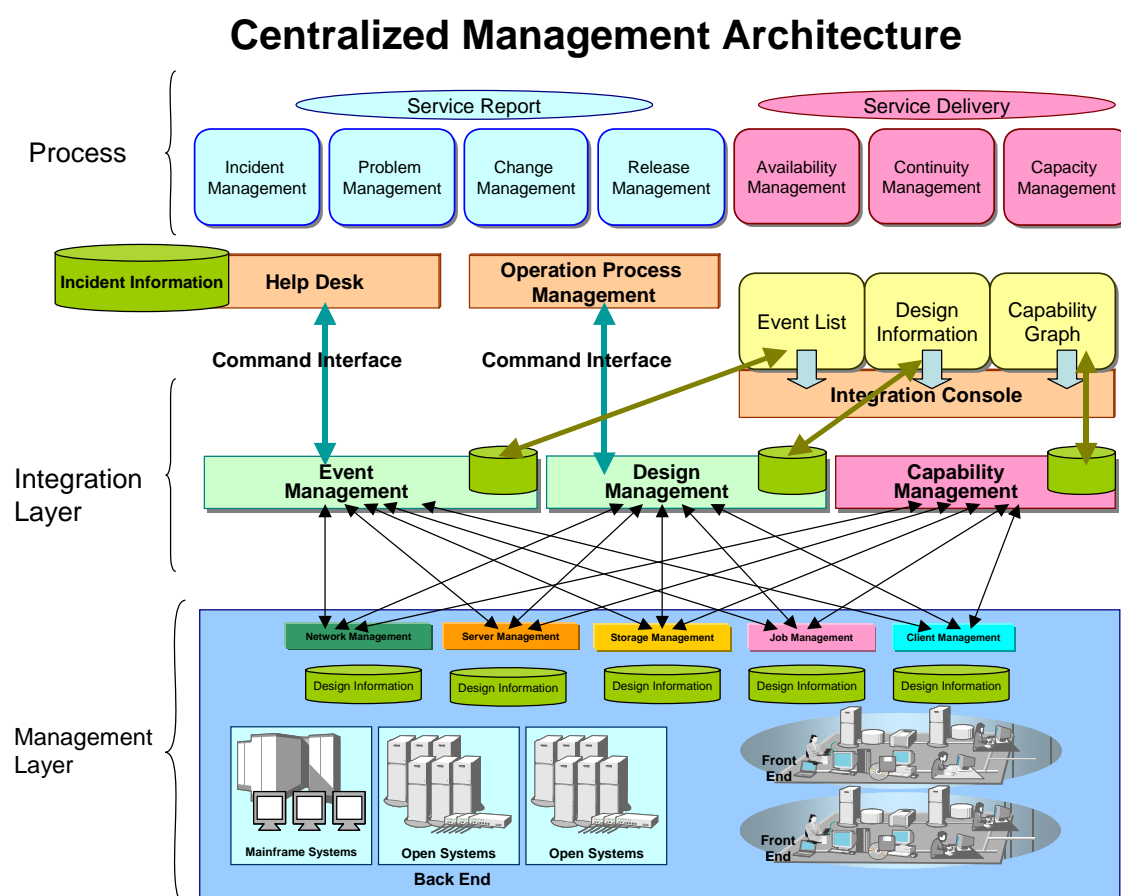 Centralized Management Architecture
Process
Service Report
Service Delivery
Incident
Management
Problem
Management
Change
Management
Release
Management
Availability
Management
Continuity
Management
Capacity
Management
Incident Information
Help Desk
Operation Process
Management
Event List
Design
Information
Capability
Graph
Command Interface
Command Interface
Integration Console
Integration
Layer
Event
Management
Design
Management
Capability
Management
Management
Layer
Network Management
Server Management
Storage Management
Job Management
Client Management
Design Information
Design Information
Design Information
Design Information
Design Information
Mainframe Systems
Open Systems
Open Systems
Back End
Front
End
Front
End